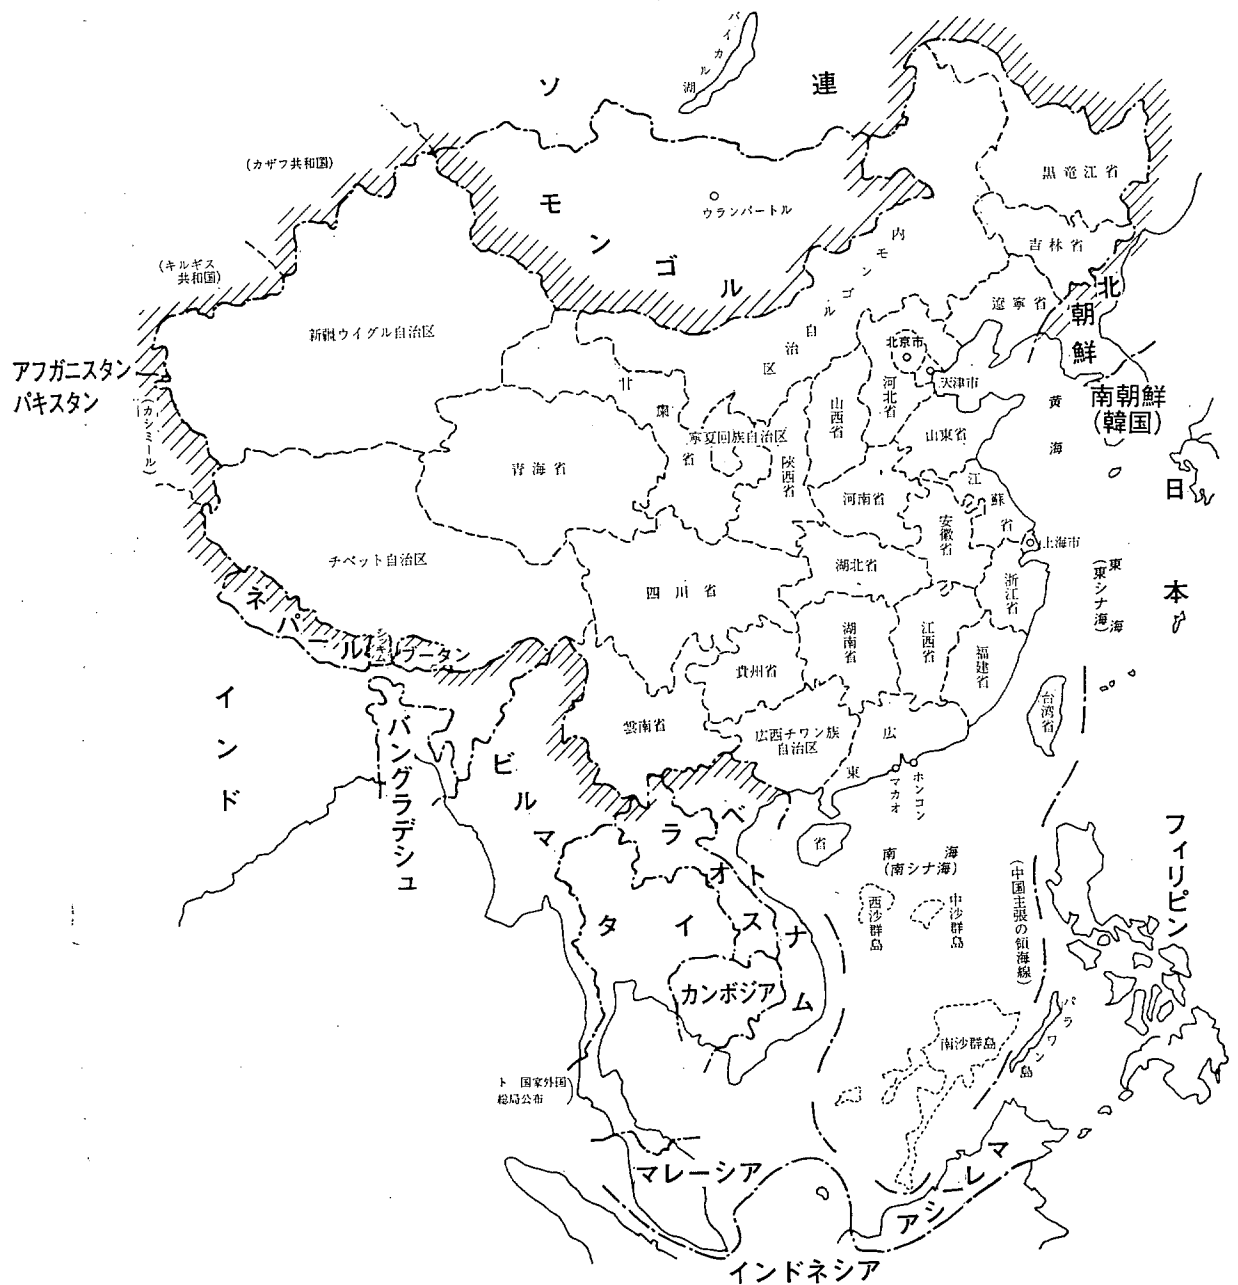 バイカル湖
ソ連
(カザフ共和国)
モンゴル
ウランバートル
黒竜江省
内モンゴル自治区
吉林省
(キルギス
共和国)
遼寧省
北朝鮮
新疆ウイグル自治区
北京市
天津市
河北省
アフガニスタン
パキスタン
(カシミール)
甘粛省
山西省
黄海
南朝鮮
(韓国)
寧夏回族自治区
山東省
青海省
陝西省
河南省
江蘇省
安徽省
日本
上海市
チベット自治区
湖北省
四川省
浙江省
東海
(東シナ海)
ネパール
シッキム
ブータン
湖南省
江西省
福建省
貴州省
台湾省
インド
バングラデシュ
雲南省
広西チワン族
自治区
広東省
ビルマ
マカオ
ホンコン
ラオス
ベトナム
南海
(南シナ海)
フィリピン
西沙群島
中沙群島
(中国主張の領海線)
タイ
カンボジア
南沙群島
パラワン島
ト 国家外国
総局公布)
マレーシア
マレーシア
インドネシア